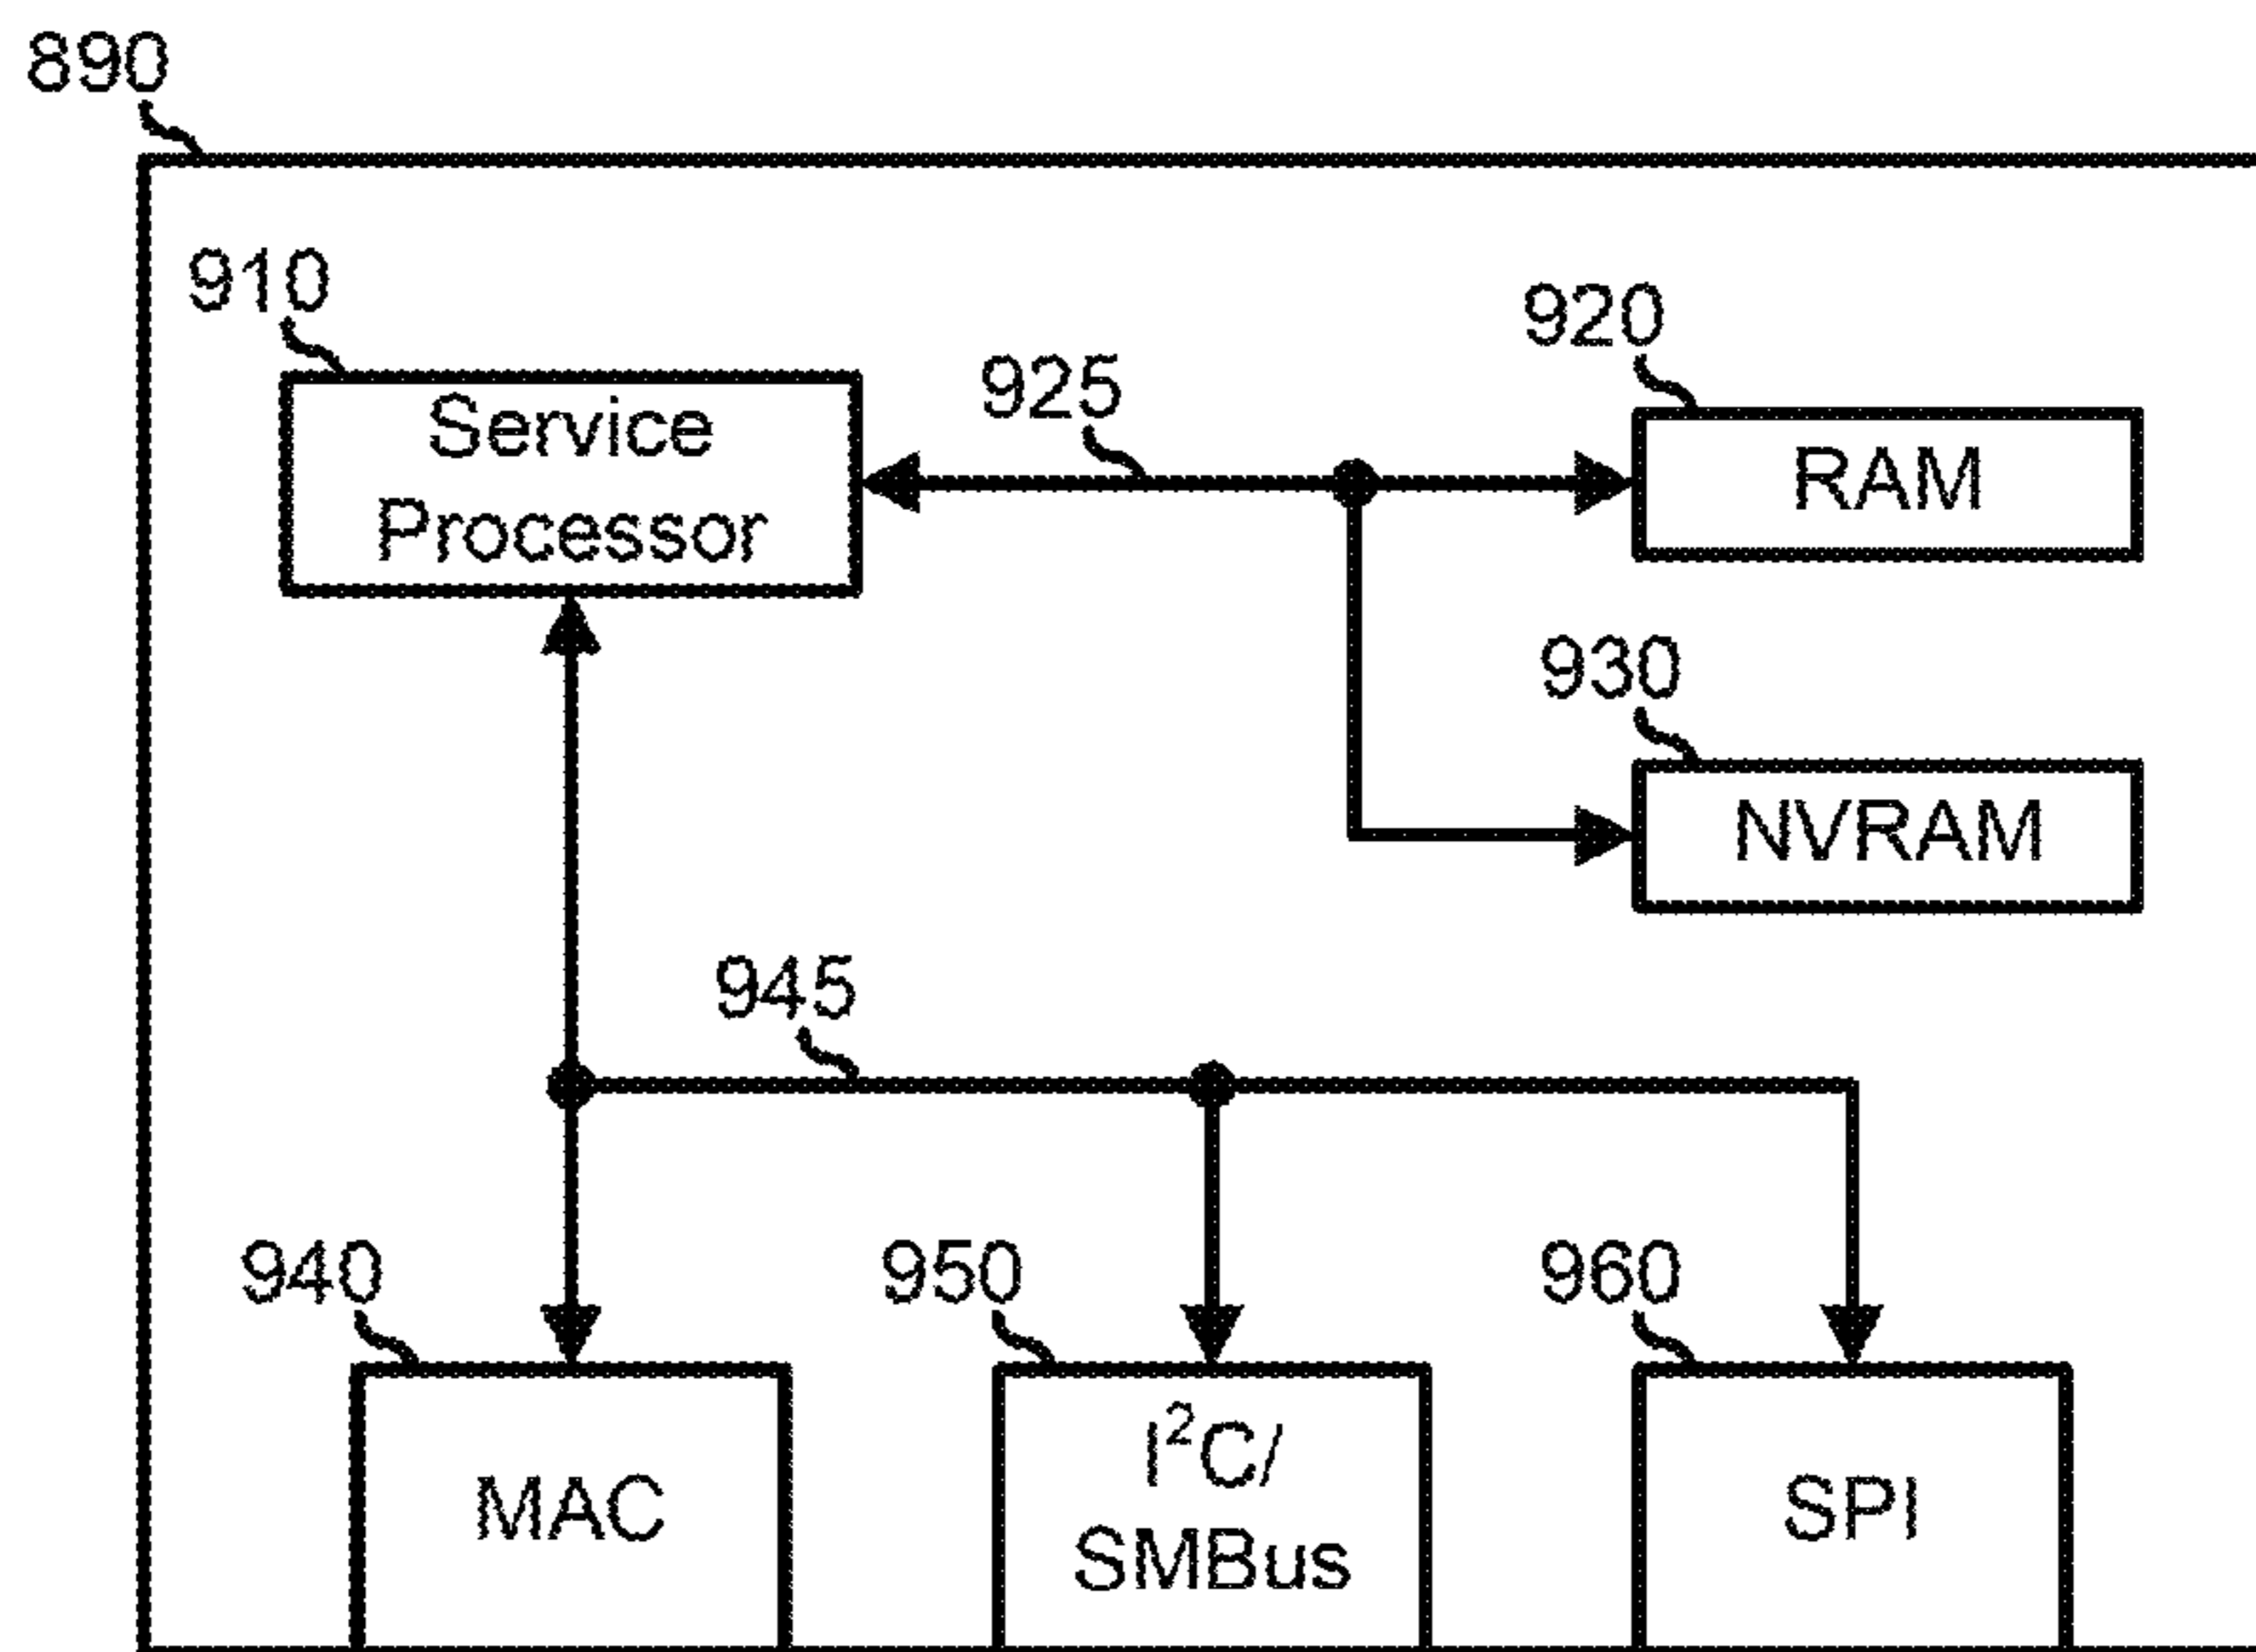 890
910
Service
Processor
925
920
RAM
930
NVRAM
945
940
MAC
950
I²C/
SMBus
960
SPI